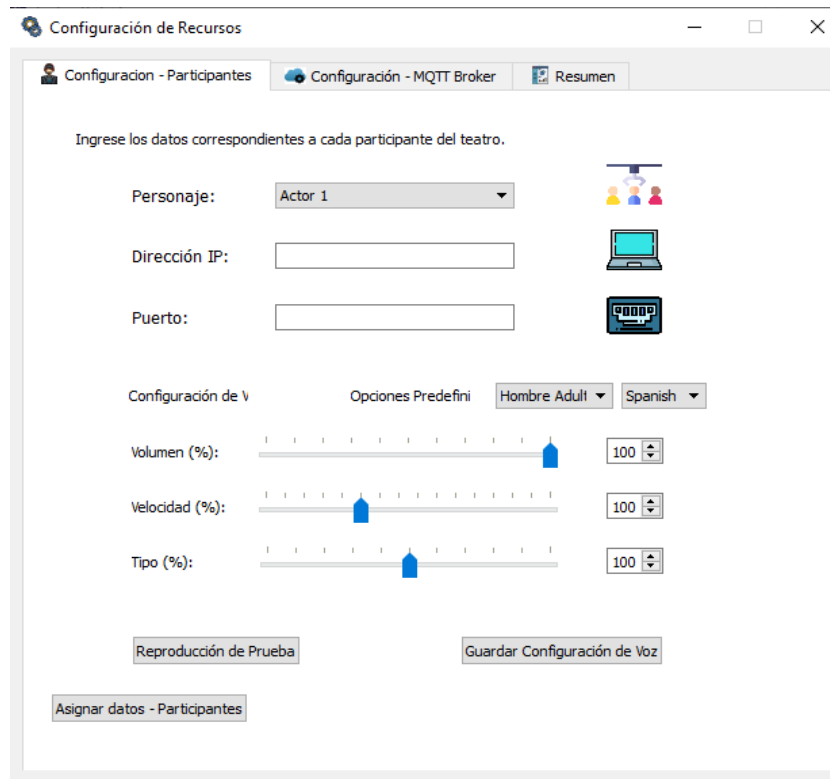 Configuración de Recursos
Configuracion - Participantes Configuración - MQTT Broker Resumen
Ingrese los datos correspondientes a cada participante del teatro.
Personaje: Actor 1
Dirección IP:
Puerto:
Configuración de V Opciones Predefini Hombre Adult Spanish
Volumen (%): 100
Velocidad (%): 100
Tipo (%): 100
Reproducción de Prueba Guardar Configuración de Voz
Asignar datos - Participantes